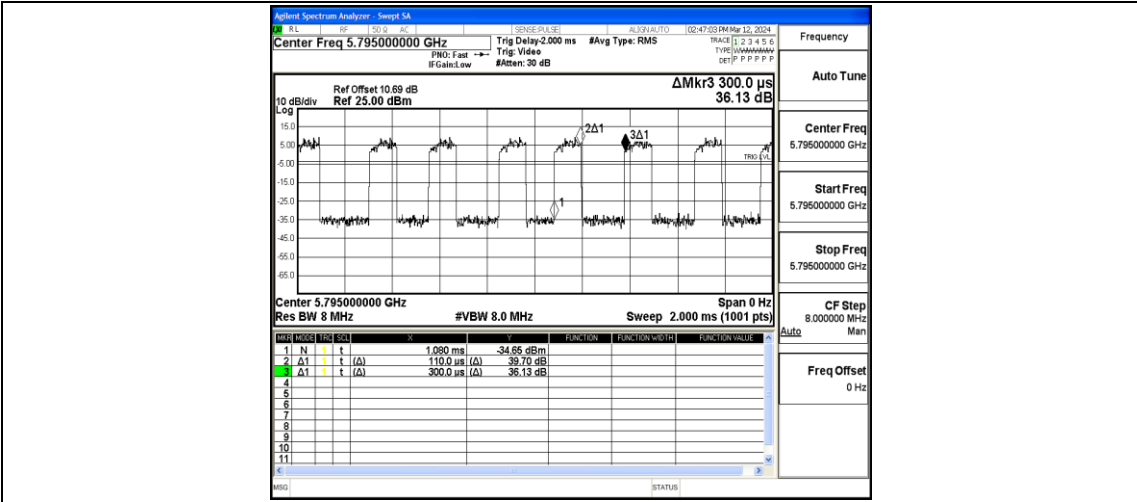 Agilent Spectrum Analyzer - Swept SA
RL RF 50 Ω AC SENSE:PULSE ALIGN AUTO 02:47:03 PM Mar 12, 2024
Center Freq 5.795000000 GHz Trig Delay-2.000 ms #Avg Type: RMS TRACE 1 2 3 4 5 6
PNO: Fast Trig: Video TYPE WWWWWW
IFGain:Low #Atten: 30 dB DET P P P P P P
Frequency
Auto Tune
Center Freq
5.795000000 GHz
Start Freq
5.795000000 GHz
Stop Freq
5.795000000 GHz
CF Step
8.000000 MHz
Auto Man
Freq Offset
0 Hz
ΔMkr3 300.0 µs
36.13 dB
Ref Offset 10.69 dB
10 dB/div Ref 25.00 dBm
Log
15.0
5.00
-5.00
-15.0
-25.0
-35.0
-45.0
-55.0
-65.0
2Δ1
3Δ1
TRIG LVL
1
Center 5.795000000 GHz Span 0 Hz
Res BW 8 MHz #VBW 8.0 MHz Sweep 2.000 ms (1001 pts)
MKR MODE TRC SCL X Y FUNCTION FUNCTION WIDTH FUNCTION VALUE
1 N 1 t 1.080 ms -34.65 dBm
2 Δ1 1 t (Δ) 110.0 µs (Δ) 39.70 dB
3 Δ1 1 t (Δ) 300.0 µs (Δ) 36.13 dB
4
5
6
7
8
9
10
11
MSG STATUS